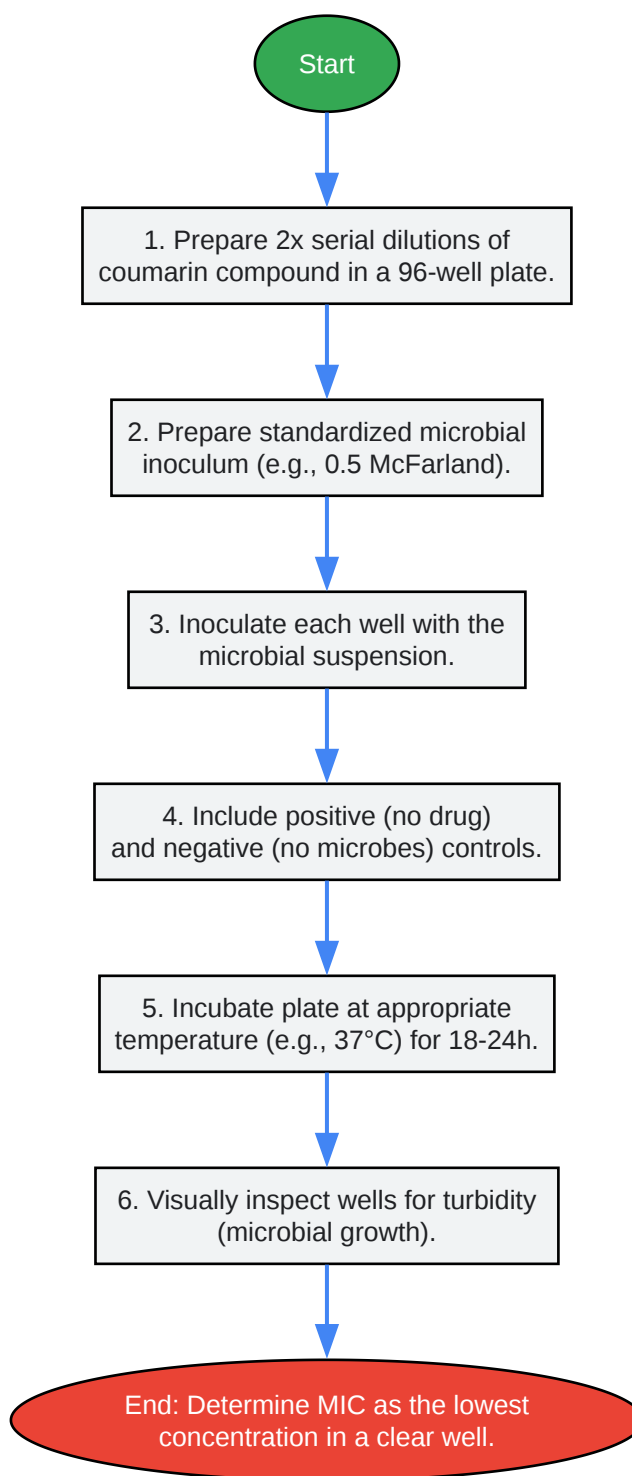 Start
1. Prepare 2x serial dilutions of
coumarin compound in a 96-well plate.
2. Prepare standardized microbial
inoculum (e.g., 0.5 McFarland).
3. Inoculate each well with the
microbial suspension.
4. Include positive (no drug)
and negative (no microbes) controls.
5. Incubate plate at appropriate
temperature (e.g., 37°C) for 18-24h.
6. Visually inspect wells for turbidity
(microbial growth).
End: Determine MIC as the lowest
concentration in a clear well.